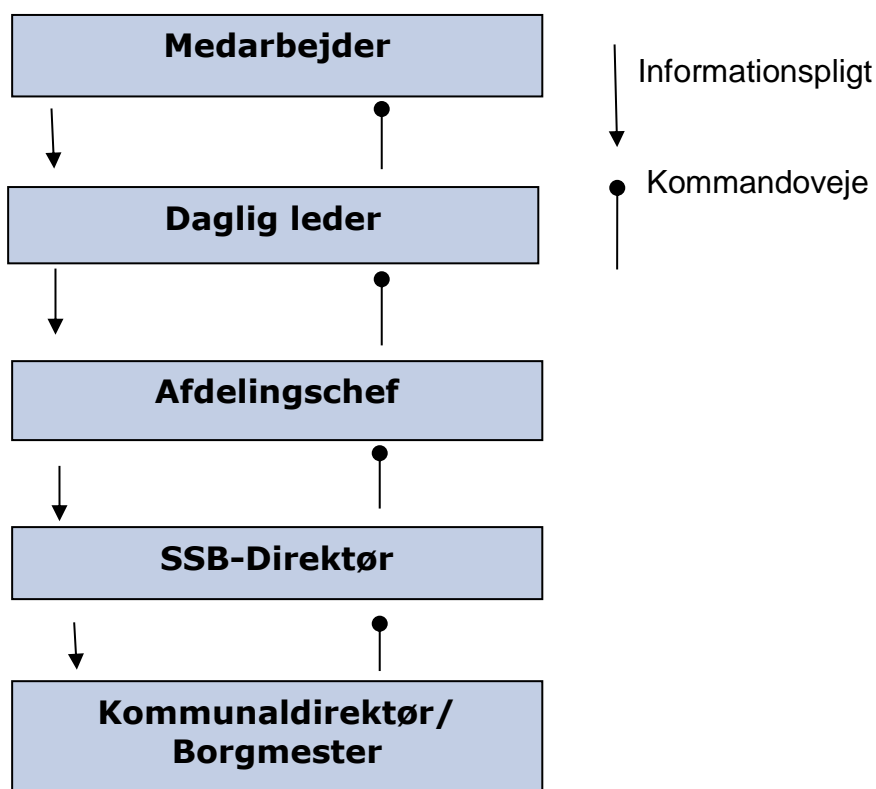 Medarbejder
Informationspligt
Kommandoveje
Daglig leder
Afdelingschef
SSB-Direktør
Kommunaldirektør/
Borgmester